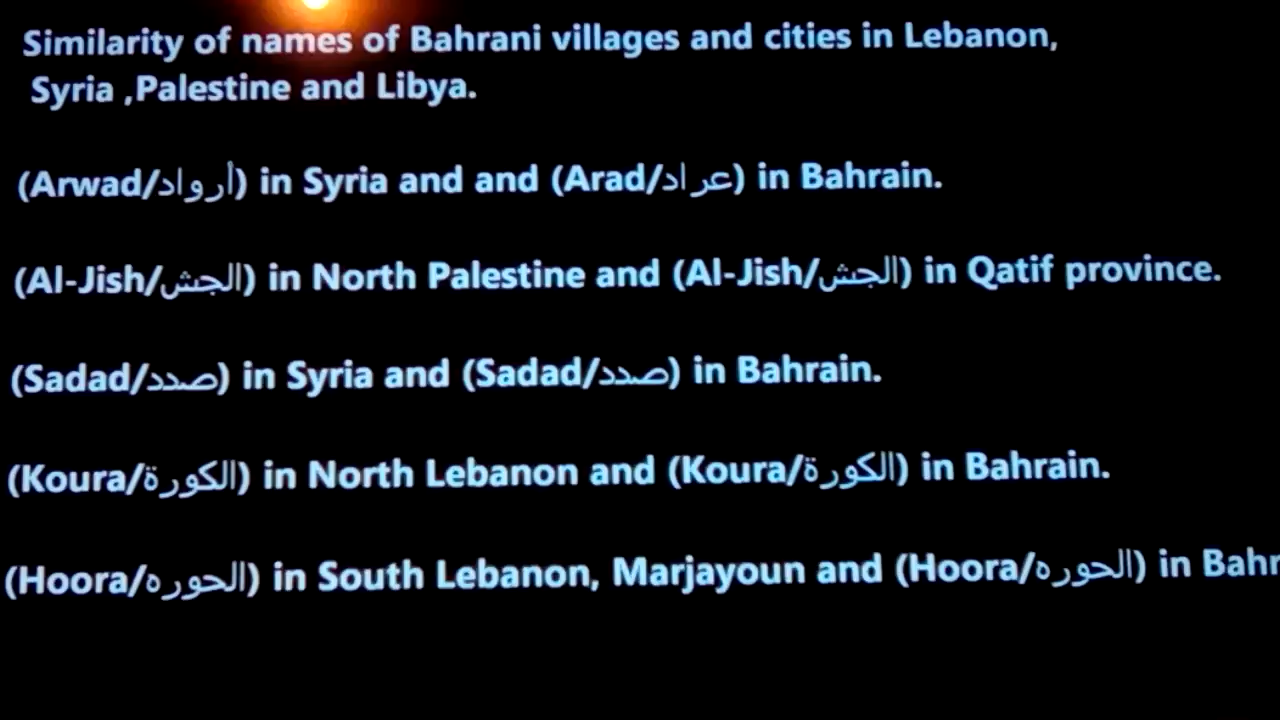 Similarity of names of Bahrani villages and cities in Lebanon,
Syria ,Palestine and Libya.
(Arwad/أرواد) in Syria and and (Arad/عراد) in Bahrain.
(Al-Jish/الجش) in North Palestine and (Al-Jish/الجش) in Qatif province.
(Sadad/صدد) in Syria and (Sadad/صدد) in Bahrain.
(Koura/الكورة) in North Lebanon and (Koura/الكورة) in Bahrain.
(Hoora/الحوره) in South Lebanon, Marjayoun and (Hoora/الحوره) in Bahr